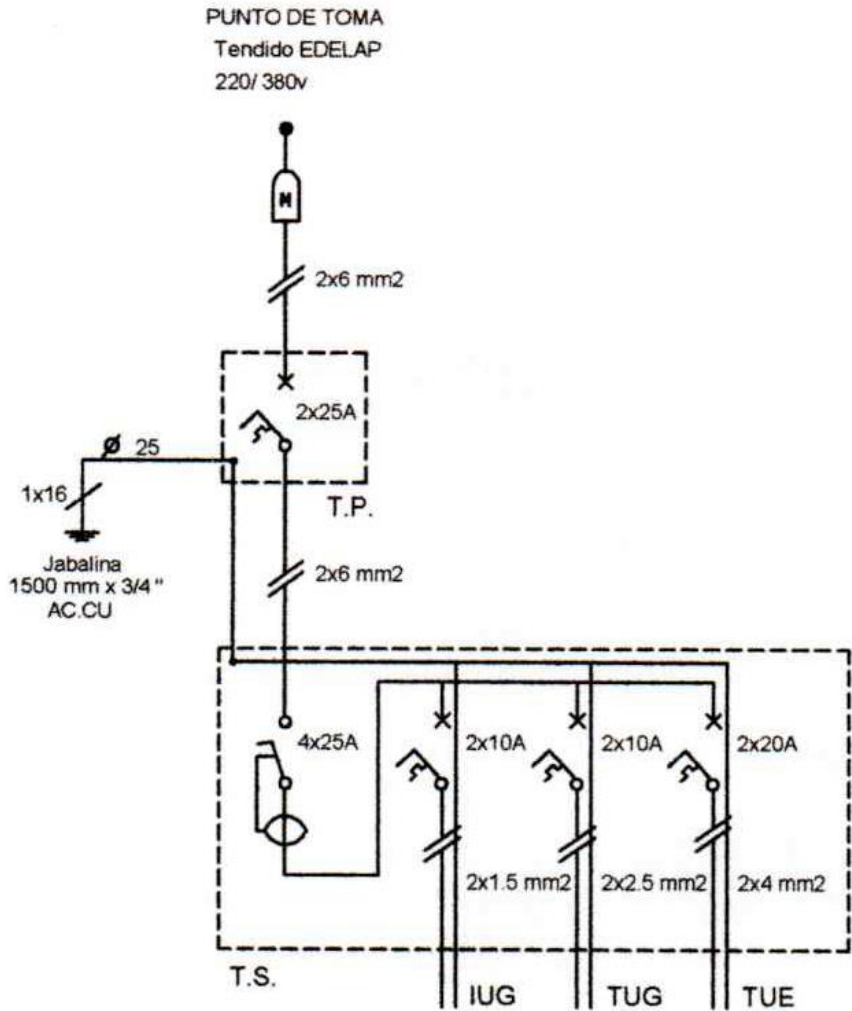 PUNTO DE TOMA
Tendido EDELAP
220/ 380v
M
2x6 mm2
2x25A
25
1x16
T.P.
Jabalina
1500 mm x 3/4 "
AC.CU
2x6 mm2
4x25A
2x10A
2x10A
2x20A
2x1.5 mm2
2x2.5 mm2
2x4 mm2
T.S.
IUG
TUG
TUE